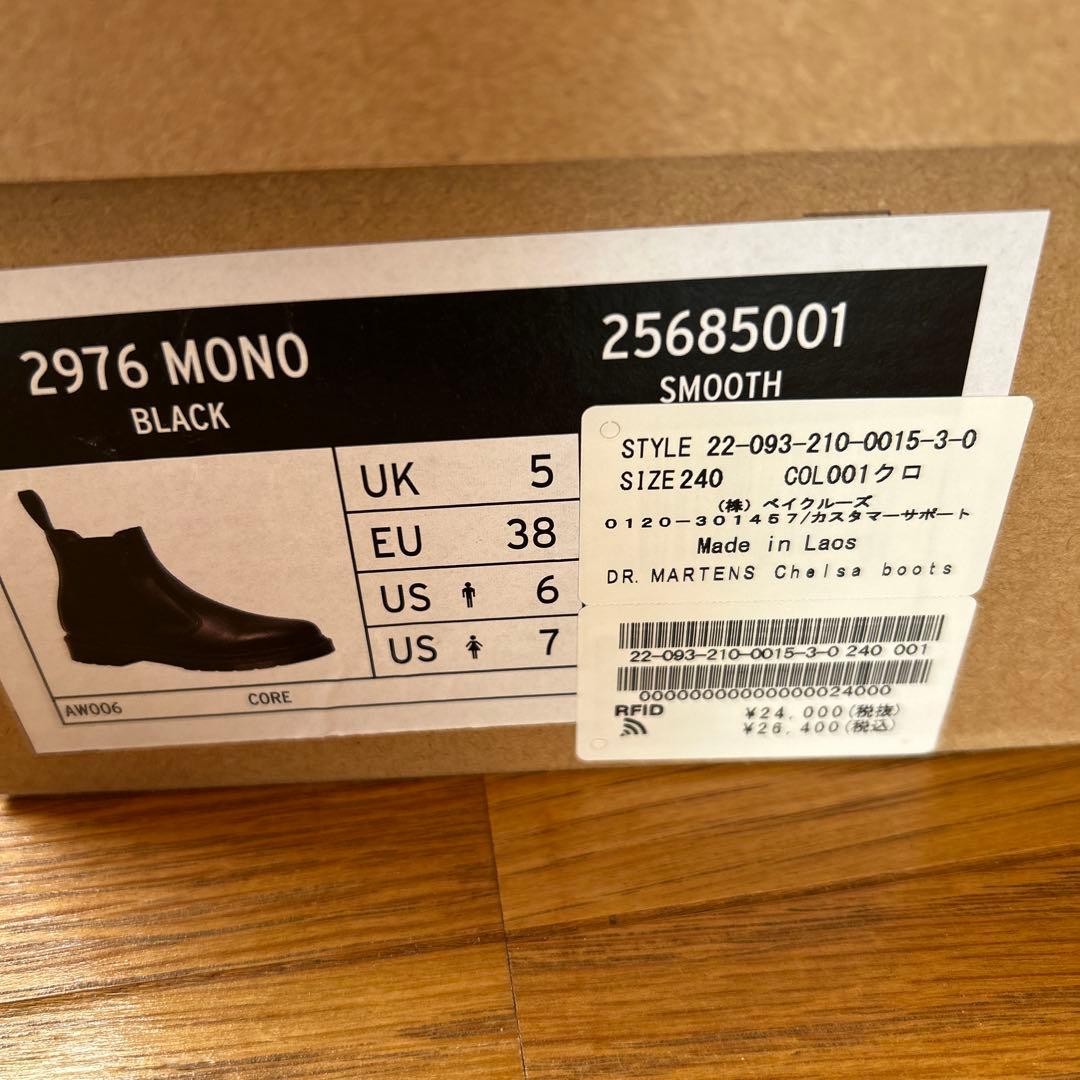 2976 MONO
BLACK
25685001
SMOOTH
UK 5
EU 38
US 6
US 7
AW006
CORE
STYLE 22-093-210-0015-3-0
SIZE 240 COL001クロ
(株) ベイクルーズ
0120-301457/カスタマーサポート
Made in Laos
DR. MARTENS Chelsa boots
22-093-210-0015-3-0 240 001
00000000000000024000
RFID
¥24,000(税抜)
¥26,400(税込)